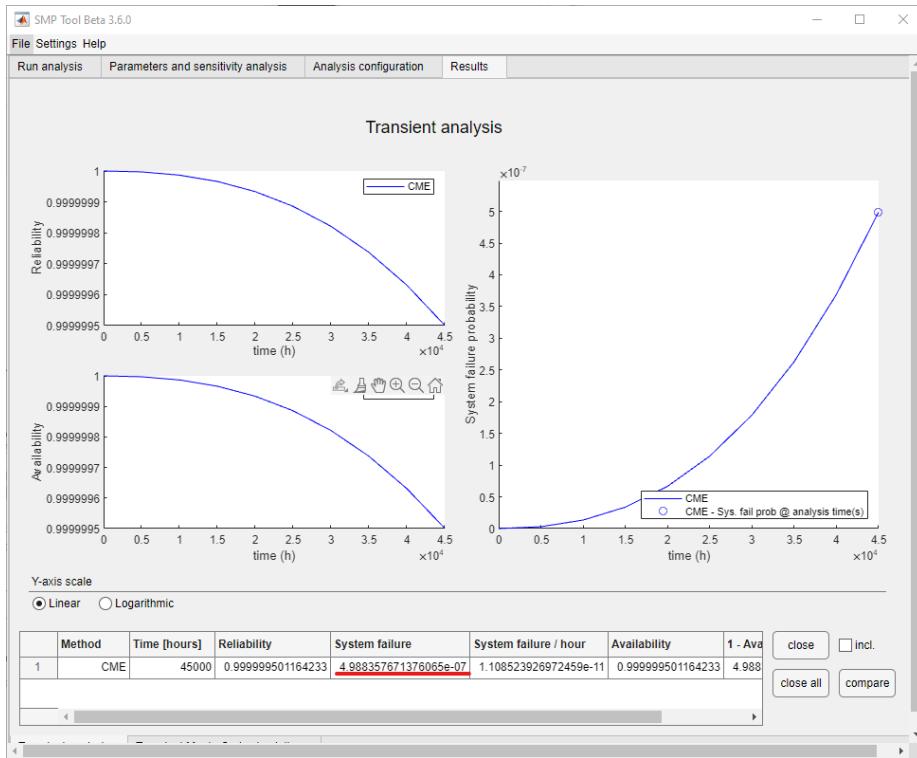 SMP Tool Beta 3.6.0
File Settings Help
Run analysis Parameters and sensitivity analysis Analysis configuration Results
Transient analysis
1
0.9999999
0.9999998
0.9999997
0.9999996
0.9999995
Reliability
CME
0 0.5 1 1.5 2 2.5 3 3.5 4 4.5
time (h)
×10^4
1
0.9999999
0.9999998
0.9999997
0.9999996
0.9999995
Availability
0 0.5 1 1.5 2 2.5 3 3.5 4 4.5
time (h)
×10^4
×10^-7
5
4.5
4
3.5
3
2.5
2
1.5
1
0.5
0
System failure probability
CME
CME - Sys. fail prob @ analysis time(s)
0 0.5 1 1.5 2 2.5 3 3.5 4 4.5
time (h)
×10^4
Y-axis scale
Linear Logarithmic
Method Time [hours] Reliability System failure System failure / hour Availability 1 - Ava
1 CME 45000 0.999999501164233 4.988357671376065e-07 1.108523926972459e-11 0.999999501164233 4.988
close incl.
close all compare